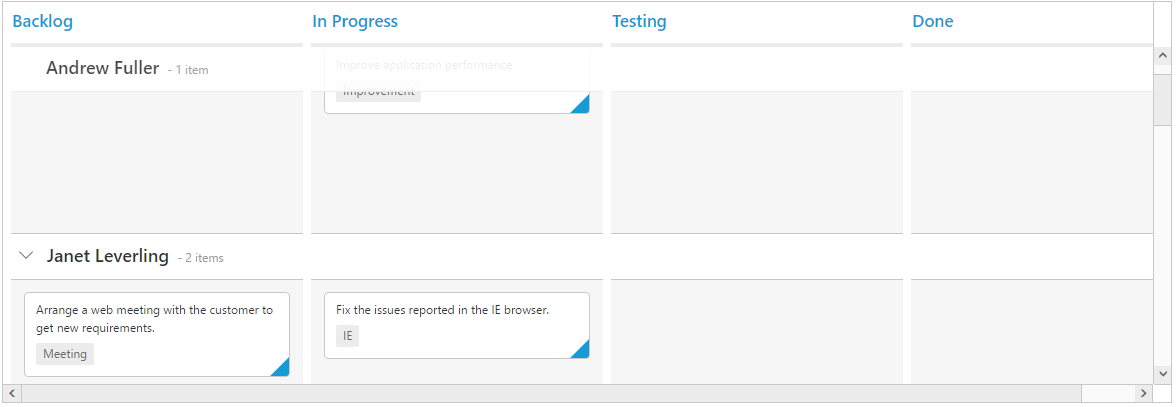 Backlog In Progress Testing Done
Andrew Fuller - 1 item
Improve application performance
Improvement
Janet Leverling - 2 items
Arrange a web meeting with the customer to
get new requirements.
Meeting
Fix the issues reported in the IE browser.
IE